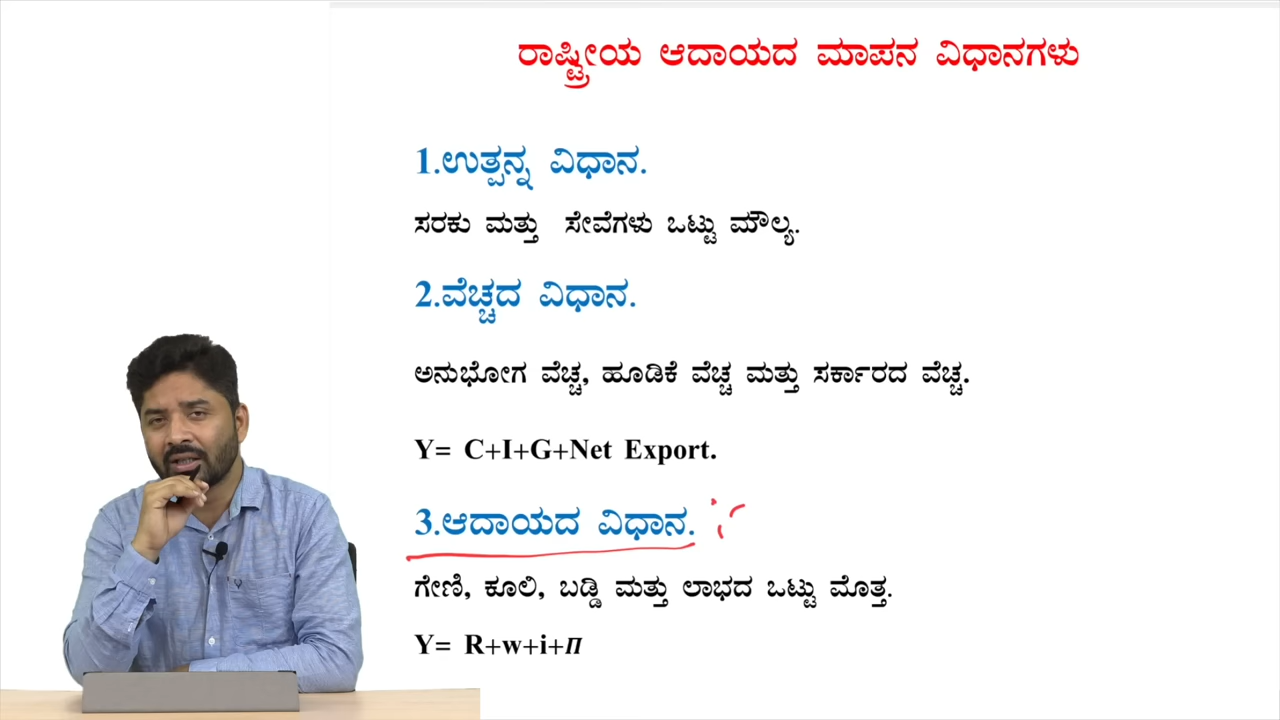 ರಾಷ್ಟ್ರೀಯ ಆದಾಯದ ಮಾಪನ ವಿಧಾನಗಳು
1.ಉತ್ಪನ್ನ ವಿಧಾನ.
ಸರಕು ಮತ್ತು ಸೇವೆಗಳು ಒಟ್ಟು ಮೌಲ್ಯ.
2.ವೆಚ್ಚದ ವಿಧಾನ.
ಅನುಭೋಗ ವೆಚ್ಚ, ಹೂಡಿಕೆ ವೆಚ್ಚ ಮತ್ತು ಸರ್ಕಾರದ ವೆಚ್ಚ.
Y= C+I+G+Net Export.
3.ಆದಾಯದ ವಿಧಾನ.
ಗೇಣಿ, ಕೂಲಿ, ಬಡ್ಡಿ ಮತ್ತು ಲಾಭದ ಒಟ್ಟು ಮೊತ್ತ.
Y= R+w+i+Π